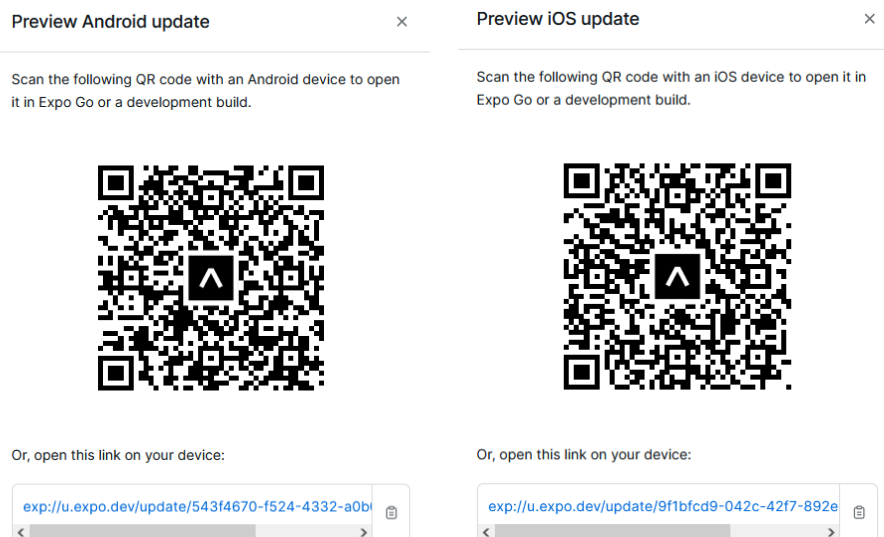 Preview Android update
Scan the following QR code with an Android device to open
it in Expo Go or a development build.
Or, open this link on your device:
exp://u.expo.dev/update/543f4670-f524-4332-a0b
Preview iOS update
Scan the following QR code with an iOS device to open it in
Expo Go or a development build.
Or, open this link on your device:
exp://u.expo.dev/update/9f1bfcd9-042c-42f7-892e